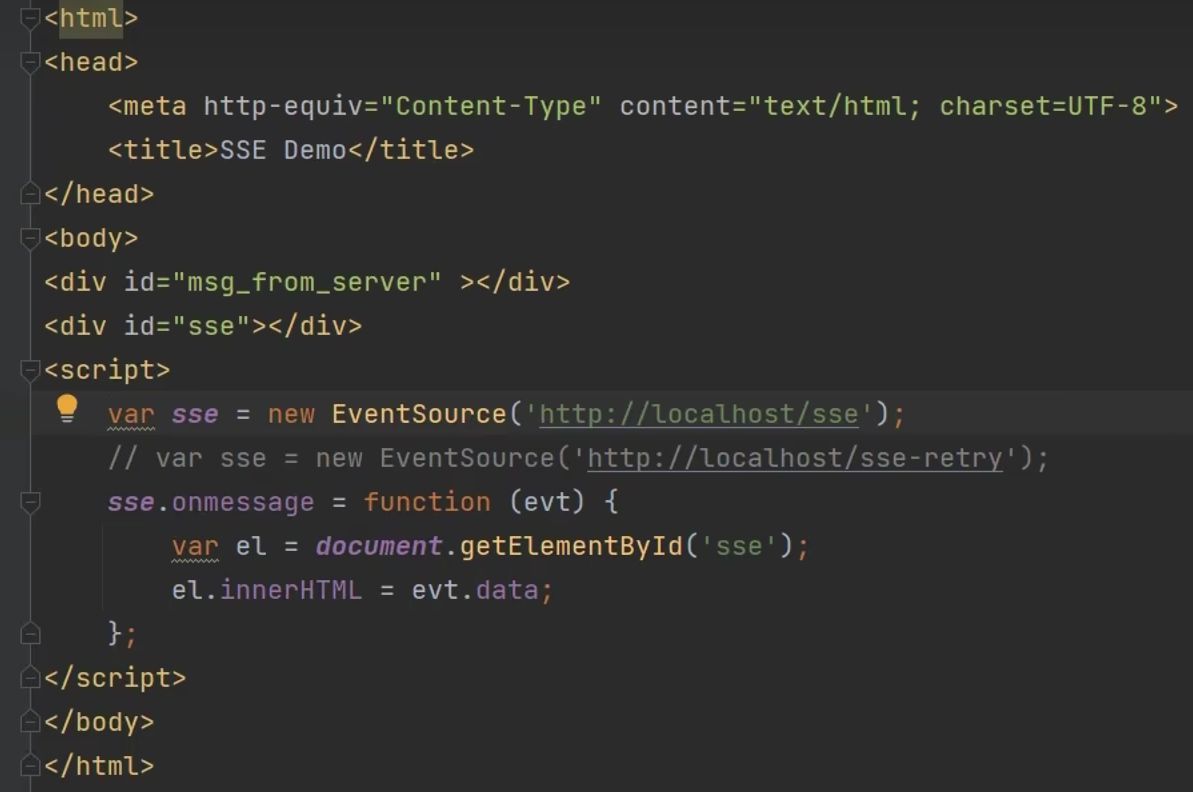 <html>
<head>
    <meta http-equiv="Content-Type" content="text/html; charset=UTF-8">
    <title>SSE Demo</title>
</head>
<body>
<div id="msg_from_server" ></div>
<div id="sse"></div>
<script>
    var sse = new EventSource('http://localhost/sse');
    // var sse = new EventSource('http://localhost/sse-retry');
    sse.onmessage = function (evt) {
        var el = document.getElementById('sse');
        el.innerHTML = evt.data;
    };
</script>
</body>
</html>